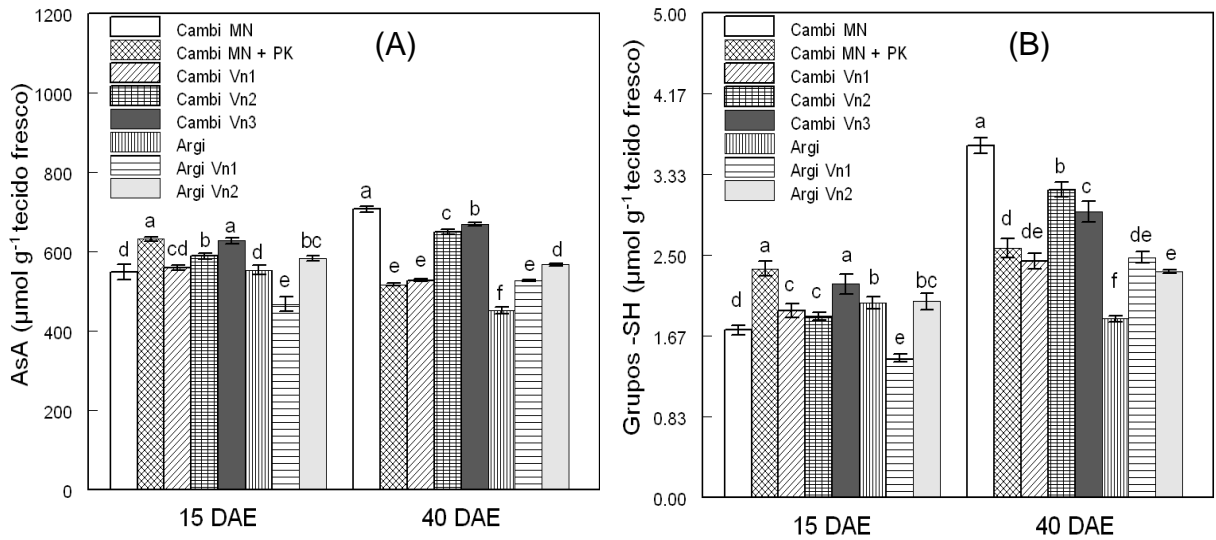 (A)
AsA (µmol g⁻¹ tecido fresco)
1200
1000
800
600
400
200
0
Cambi MN
Cambi MN + PK
Cambi Vn1
Cambi Vn2
Cambi Vn3
Argi
Argi Vn1
Argi Vn2
d a cd b a d e bc
a e e c b f e d
15 DAE 40 DAE
(B)
Grupos -SH (µmol g⁻¹ tecido fresco)
5.00
4.17
3.33
2.50
1.67
0.83
0.00
Cambi MN
Cambi MN + PK
Cambi Vn1
Cambi Vn2
Cambi Vn3
Argi
Argi Vn1
Argi Vn2
d a c c a b e bc
a d de b c f de e
15 DAE 40 DAE